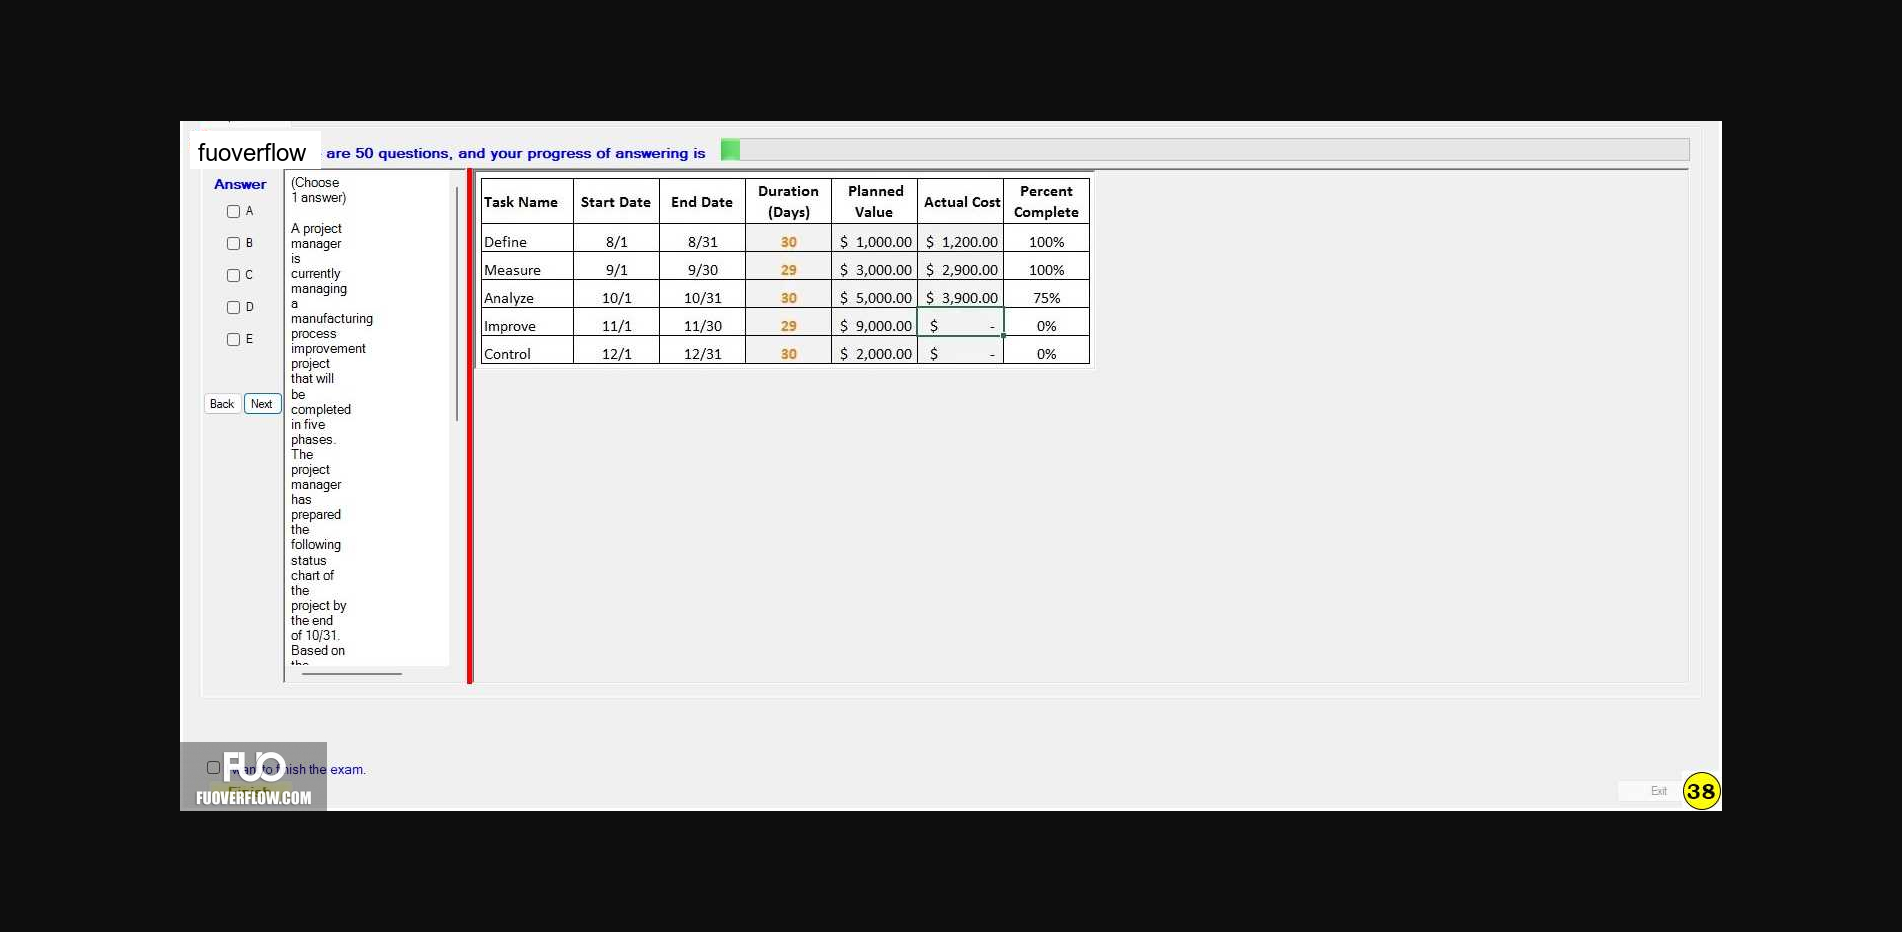 fuoverflow are 50 questions, and your progress of answering is
Answer
A
B
C
D
E
Back Next
(Choose
1 answer)
A project
manager
is
currently
managing
a
manufacturing
process
improvement
project
that will
be
completed
in five
phases.
The
project
manager
has
prepared
the
following
status
chart of
the
project by
the end
of 10/31.
Based on
the
Task Name Start Date End Date Duration (Days) Planned Value Actual Cost Percent Complete
Define 8/1 8/31 30 $ 1,000.00 $ 1,200.00 100%
Measure 9/1 9/30 29 $ 3,000.00 $ 2,900.00 100%
Analyze 10/1 10/31 30 $ 5,000.00 $ 3,900.00 75%
Improve 11/1 11/30 29 $ 9,000.00 $ - 0%
Control 12/1 12/31 30 $ 2,000.00 $ - 0%
FUO
want to finish the exam.
Finish
FUOVERFLOW.COM
Exit
38